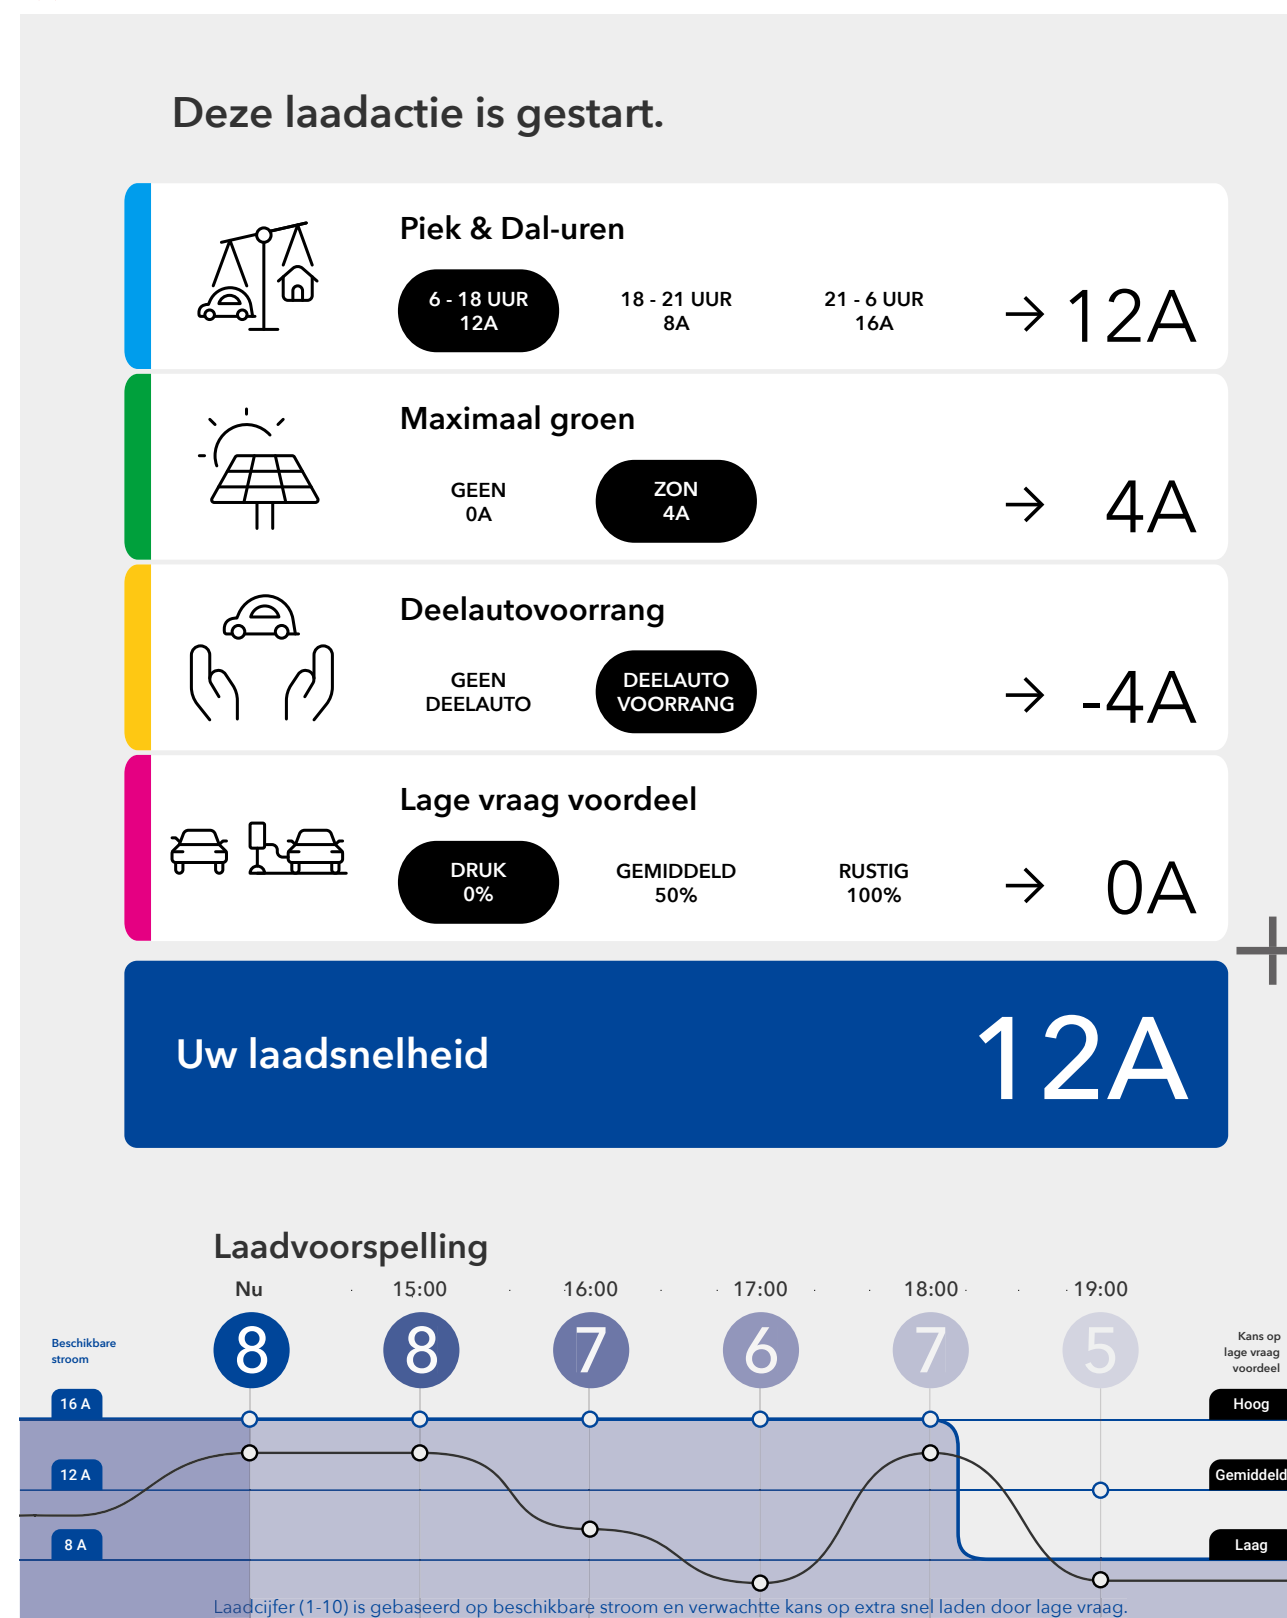 Deze laadactie is gestart.
Piek & Dal-uren
6 - 18 UUR
12A
18 - 21 UUR
8A
21 - 6 UUR
16A
→ 12A
Maximaal groen
GEEN
0A
ZON
4A
→ 4A
Deelautovoorrang
GEEN
DEELAUTO
DEELAUTO
VOORRANG
→ -4A
Lage vraag voordeel
DRUK
0%
GEMIDDELD
50%
RUSTIG
100%
→ 0A
+
Uw laadsnelheid
12A
Laadvoorspelling
Nu 15:00 16:00 17:00 18:00 19:00
8 8 7 6 7 5
Beschikbare
stroom
Kans op
lage vraag
voordeel
16 A
Hoog
12 A
Gemiddeld
8 A
Laag
Laadcijfer (1-10) is gebaseerd op beschikbare stroom en verwachtte kans op extra snel laden door lage vraag.